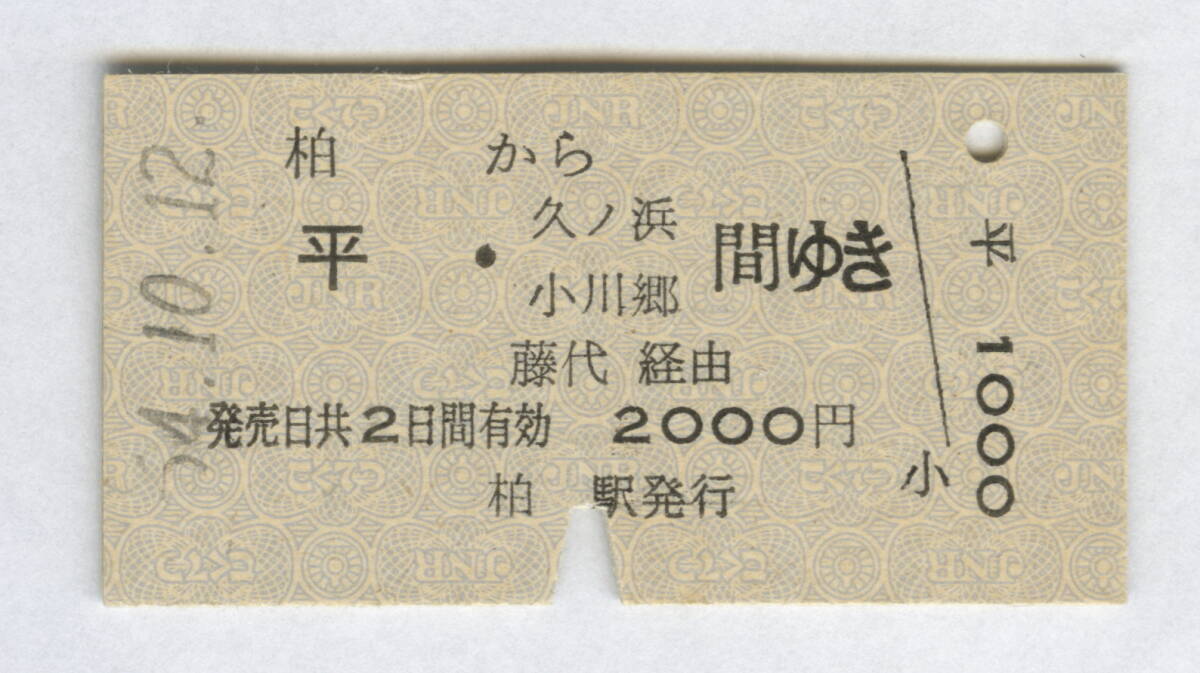 柏 から
平・久ノ浜 小川郷 間ゆき
藤代 経由
発売日共2日間有効 2000円
柏 駅発行
小
平 1000
54.10.12